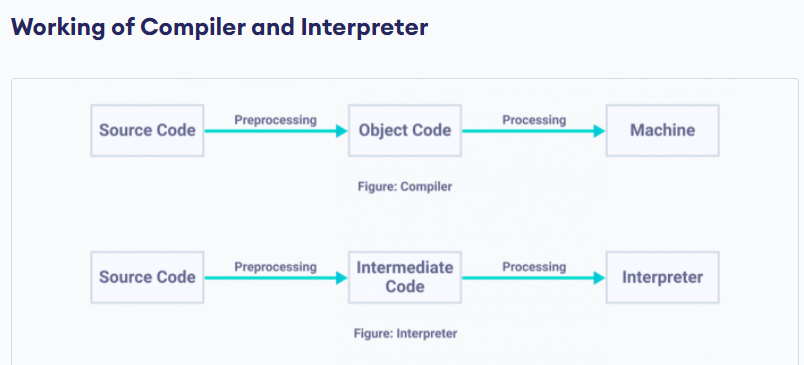 Working of Compiler and Interpreter
Preprocessing
Processing
Source Code
Object Code
Machine
Figure: Compiler
Preprocessing
Processing
Source Code
Intermediate
Code
Interpreter
Figure: Interpreter